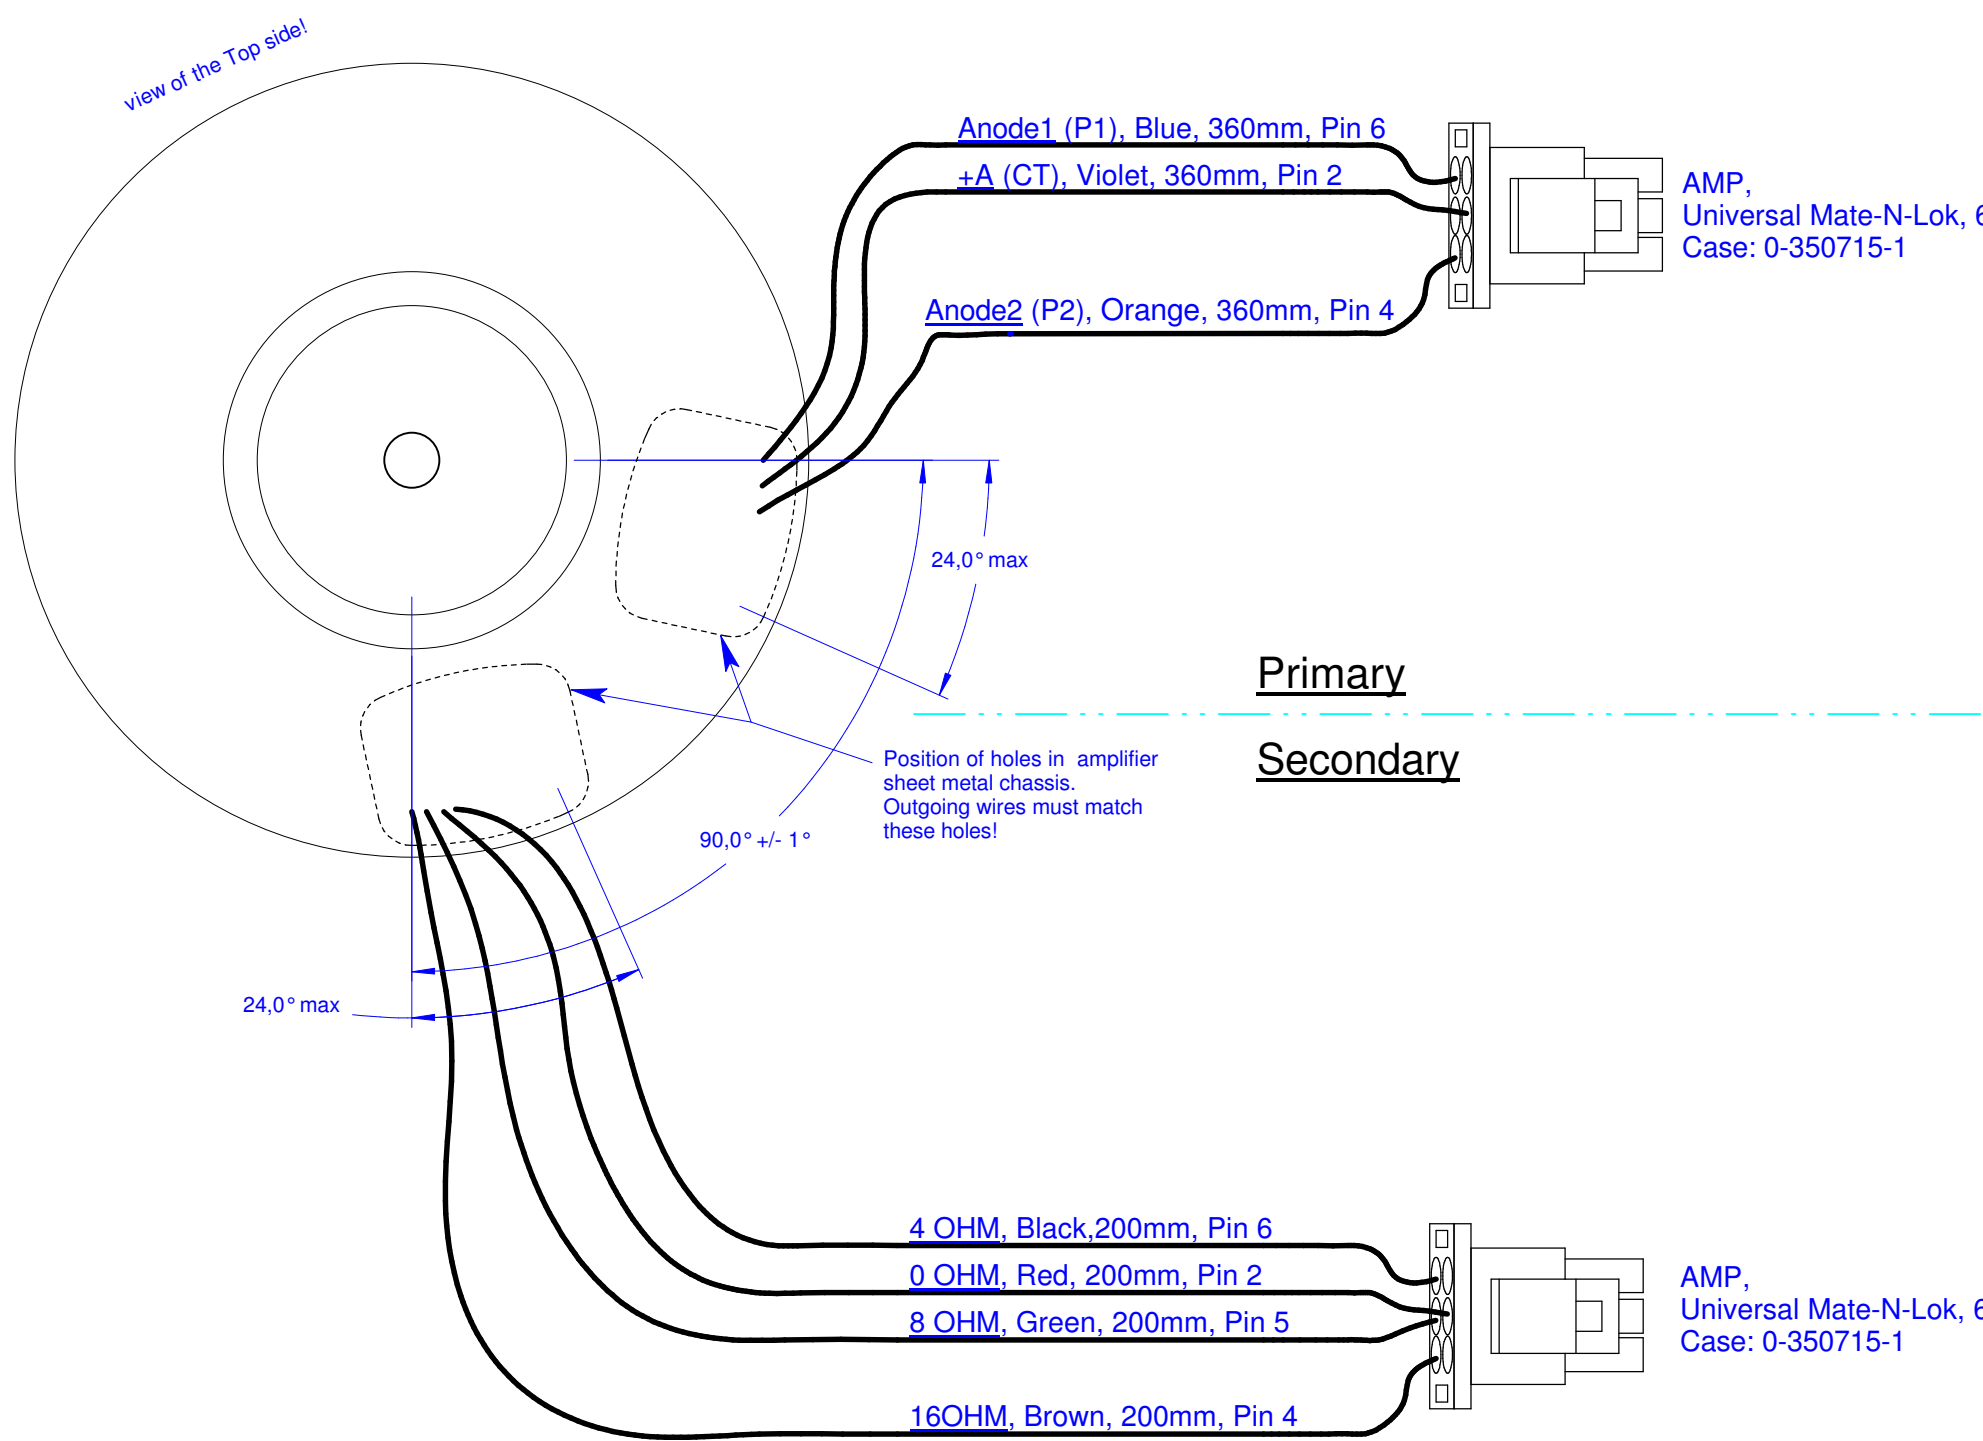 view of the Top side!
Anode1 (P1), Blue, 360mm, Pin 6
+A (CT), Violet, 360mm, Pin 2
Anode2 (P2), Orange, 360mm, Pin 4
AMP,
Universal Mate-N-Lok, 6
Case: 0-350715-1
24,0° max
Primary
Secondary
Position of holes in amplifier
sheet metal chassis.
Outgoing wires must match
these holes!
90,0° +/- 1°
24,0° max
4 OHM, Black,200mm, Pin 6
0 OHM, Red, 200mm, Pin 2
8 OHM, Green, 200mm, Pin 5
16OHM, Brown, 200mm, Pin 4
AMP,
Universal Mate-N-Lok, 6
Case: 0-350715-1